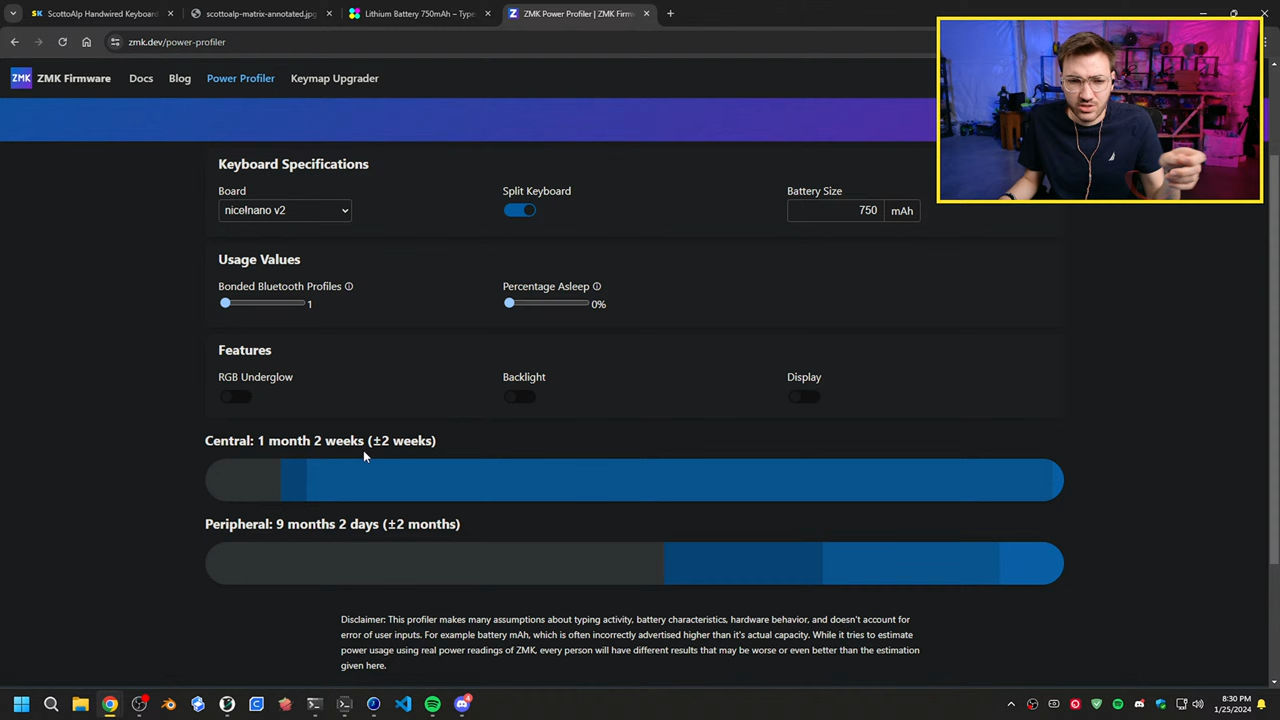 ScottoAlp Handwired Keyboard
scottoalp-matrix-annotated.jpg
Lithium Battery 750mAh – Type
ZMK Power Profiler | ZMK Firm
zmk.dev/power-profiler
ZMK Firmware Docs Blog Power Profiler Keymap Upgrader
Keyboard Specifications
Board Split Keyboard Battery Size
nice!nano v2 750 mAh
Usage Values
Bonded Bluetooth Profiles Percentage Asleep
1 0%
Features
RGB Underglow Backlight Display
Central: 1 month 2 weeks (±2 weeks)
Peripheral: 9 months 2 days (±2 months)
Disclaimer: This profiler makes many assumptions about typing activity, battery characteristics, hardware behavior, and doesn't account for
error of user inputs. For example battery mAh, which is often incorrectly advertised higher than it's actual capacity. While it tries to estimate
power usage using real power readings of ZMK, every person will have different results that may be worse or even better than the estimation
given here.
8:30 PM
1/25/2024